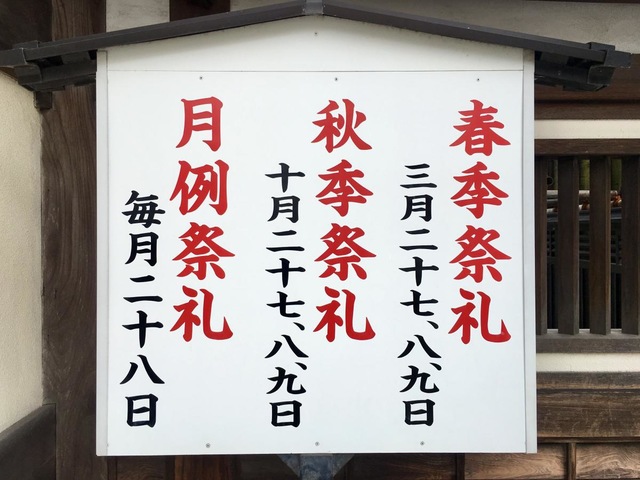 春季祭礼
三月二十七、八、九日
秋季祭礼
十月二十七、八、九日
月例祭礼
毎月二十八日